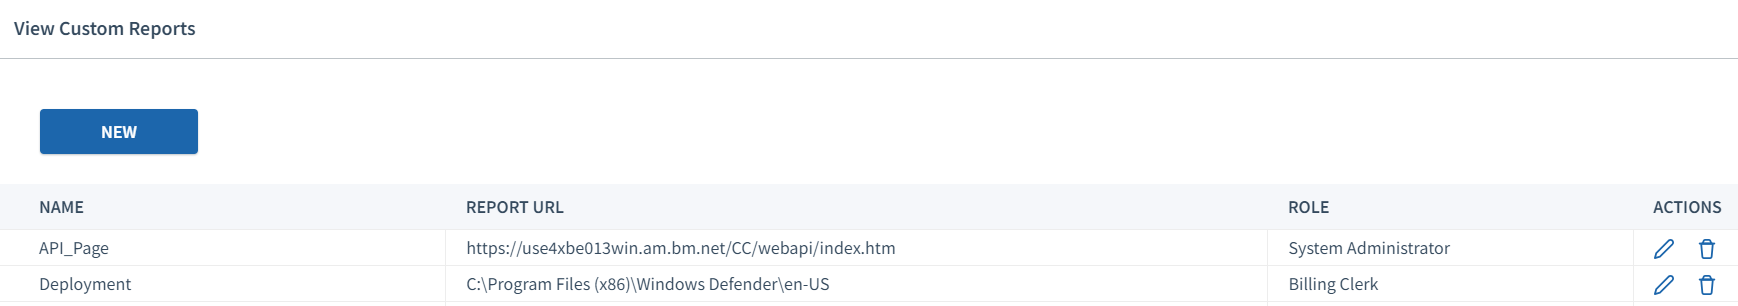 View Custom Reports
NEW
NAME REPORT URL ROLE ACTIONS
API_Page https://use4xbe013win.am.bm.net/CC/webapi/index.htm System Administrator
Deployment C:\Program Files (x86)\Windows Defender\en-US Billing Clerk